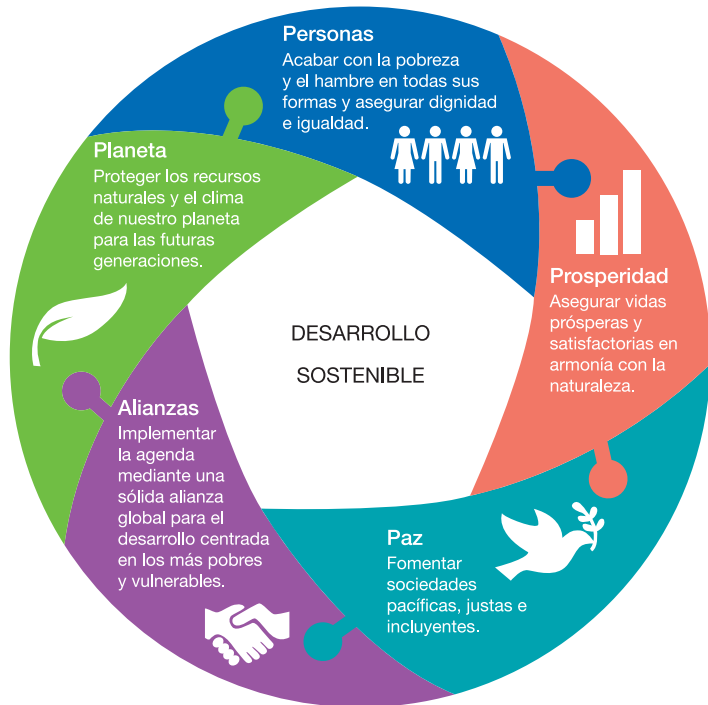 Personas
Acabar con la pobreza
y el hambre en todas sus
formas y asegurar dignidad
e igualdad.
Planeta
Proteger los recursos
naturales y el clima
de nuestro planeta
para las futuras
generaciones.
Prosperidad
Asegurar vidas
prósperas y
satisfactorias en
armonía con la
naturaleza.
DESARROLLO
SOSTENIBLE
Alianzas
Implementar
la agenda
mediante una
sólida alianza
global para el
desarrollo centrada
en los más pobres
y vulnerables.
Paz
Fomentar
sociedades
pacíficas, justas e
incluyentes.